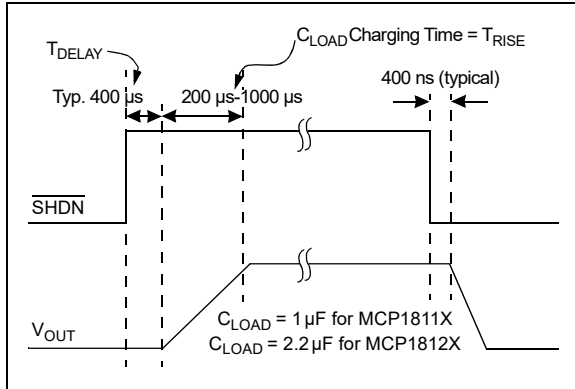 C_LOAD Charging Time = T_RISE
T_DELAY
400 ns (typical)
Typ. 400 µs
200 µs-1000 µs
SHDN
V_OUT
C_LOAD = 1 µF for MCP1811X
C_LOAD = 2.2 µF for MCP1812X